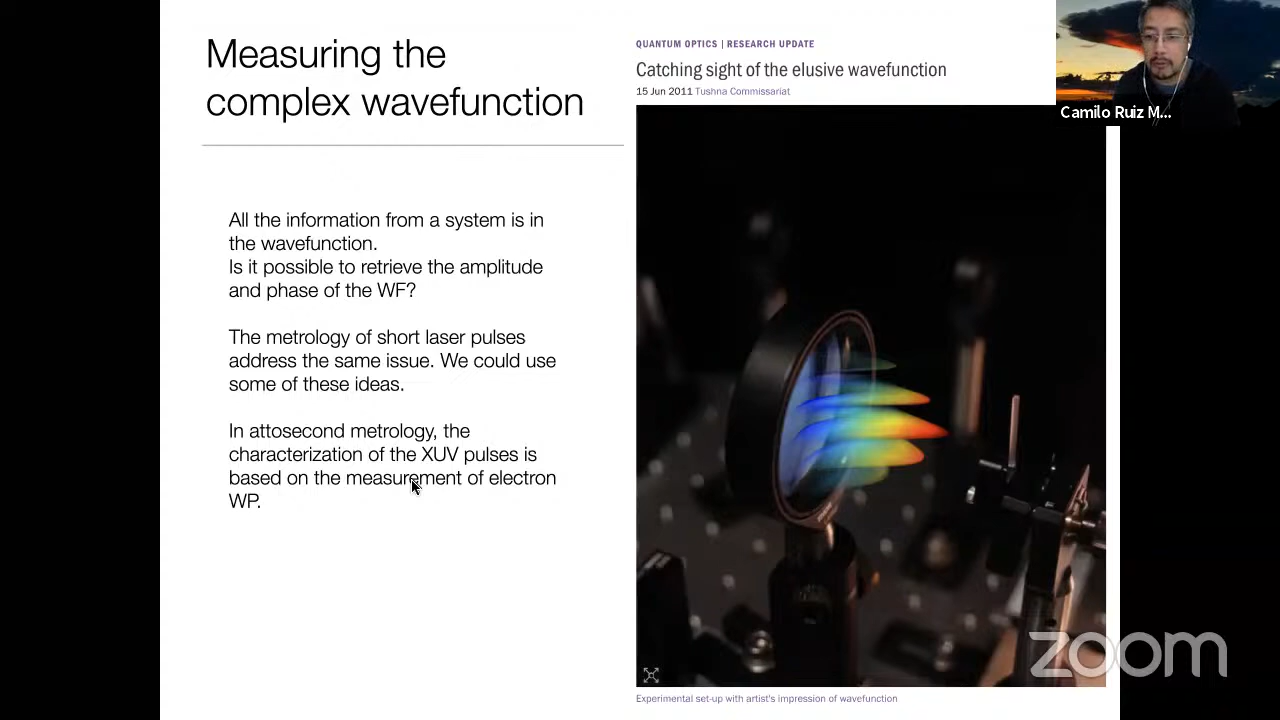 Measuring the
complex wavefunction
All the information from a system is in
the wavefunction.
Is it possible to retrieve the amplitude
and phase of the WF?
The metrology of short laser pulses
address the same issue. We could use
some of these ideas.
In attosecond metrology, the
characterization of the XUV pulses is
based on the measurement of electron
WP.
QUANTUM OPTICS | RESEARCH UPDATE
Catching sight of the elusive wavefunction
15 Jun 2011 Tushna Commissariat
Experimental set-up with artist's impression of wavefunction
Camilo Ruiz M...
zoom